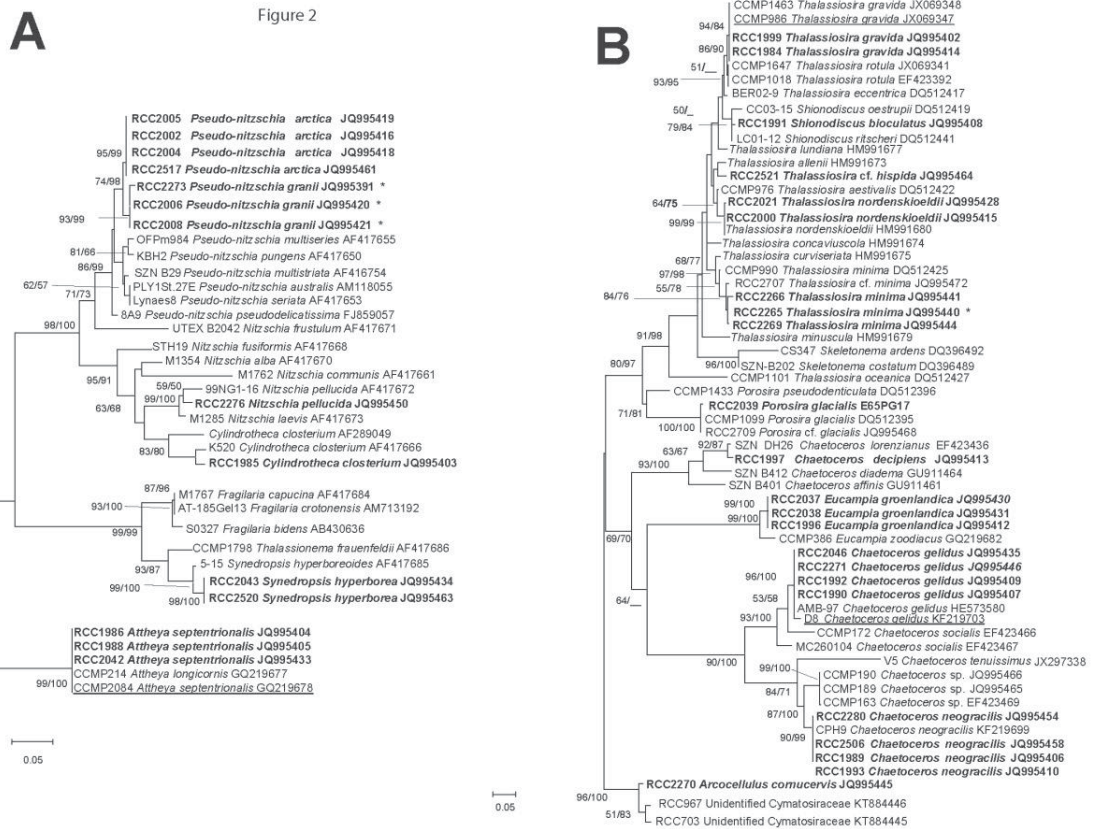 Figure 2
A
RCC2005 Pseudo-nitzschia arctica JQ995419
RCC2002 Pseudo-nitzschia arctica JQ995416
RCC2004 Pseudo-nitzschia arctica JQ995418
95/99
RCC2517 Pseudo-nitzschia arctica JQ995461
74/98
RCC2273 Pseudo-nitzschia granii JQ995391 *
RCC2006 Pseudo-nitzschia granii JQ995420 *
93/99
RCC2008 Pseudo-nitzschia granii JQ995421 *
OFPm984 Pseudo-nitzschia multiseries AF417655
81/66
KBH2 Pseudo-nitzschia pungens AF417650
86/99
SZN B29 Pseudo-nitzschia multistriata AF416754
62/57
PLY1St.27E Pseudo-nitzschia australis AM118055
71/73
Lynaes8 Pseudo-nitzschia seriata AF417653
8A9 Pseudo-nitzschia pseudodelicatissima FJ859057
98/100
UTEX B2042 Nitzschia frustulum AF417671
STH19 Nitzschia fusiformis AF417668
M1354 Nitzschia alba AF417670
95/91
M1762 Nitzschia communis AF417661
59/50
99NG1-16 Nitzschia pellucida AF417672
99/100
RCC2276 Nitzschia pellucida JQ995450
63/68
M1285 Nitzschia laevis AF417673
Cylindrotheca closterium AF289049
83/80
K520 Cylindrotheca closterium AF417666
RCC1985 Cylindrotheca closterium JQ995403
87/96
M1767 Fragilaria capucina AF417684
93/100
AT-185Gel13 Fragilaria crotonensis AM713192
S0327 Fragilaria bidens AB430636
99/99
CCMP1798 Thalassionema frauenfeldii AF417686
93/87
5-15 Synedropsis hyperboreoides AF417685
99/100
RCC2043 Synedropsis hyperborea JQ995434
98/100
RCC2520 Synedropsis hyperborea JQ995463
RCC1986 Attheya septentrionalis JQ995404
RCC1988 Attheya septentrionalis JQ995405
RCC2042 Attheya septentrionalis JQ995433
CCMP214 Attheya longicornis GQ219677
99/100
CCMP2084 Attheya septentrionalis GQ219678
0.05
B
CCMP1463 Thalassiosira gravida JX069348
CCMP986 Thalassiosira gravida JX069347
94/84
RCC1999 Thalassiosira gravida JQ995402
86/90
RCC1984 Thalassiosira gravida JQ995414
51/__
CCMP1647 Thalassiosira rotula JX069341
93/95
CCMP1018 Thalassiosira rotula EF423392
BER02-9 Thalassiosira eccentrica DQ512417
50/_
CC03-15 Shionodiscus oestrupii DQ512419
79/84
RCC1991 Shionodiscus bioculatus JQ995408
LC01-12 Shionodiscus ritscheri DQ512441
Thalassiosira lundiana HM991677
Thalassiosira allenii HM991673
RCC2521 Thalassiosira cf. hispida JQ995464
CCMP976 Thalassiosira aestivalis DQ512422
64/75
RCC2021 Thalassiosira nordenskioeldii JQ995428
99/99
RCC2000 Thalassiosira nordenskioeldii JQ995415
Thalassiosira nordenskioeldii HM991680
Thalassiosira concaviuscola HM991674
68/77
Thalassiosira curviseriata HM991675
97/98
CCMP990 Thalassiosira minima DQ512425
55/78
RCC2707 Thalassiosira cf. minima JQ995472
84/76
RCC2266 Thalassiosira minima JQ995441
RCC2265 Thalassiosira minima JQ995440 *
RCC2269 Thalassiosira minima JQ995444
Thalassiosira minuscula HM991679
91/98
CS347 Skeletonema ardens DQ396492
96/100
SZN-B202 Skeletonema costatum DQ396489
80/97
CCMP1101 Thalassiosira oceanica DQ512427
CCMP1433 Porosira pseudodenticulata DQ512396
RCC2039 Porosira glacialis E65PG17
71/81
CCMP1099 Porosira glacialis DQ512395
100/100
RCC2709 Porosira cf. glacialis JQ995468
92/87
SZN DH26 Chaetoceros lorenzianus EF423436
63/67
RCC1997 Chaetoceros decipiens JQ995413
93/100
SZN B412 Chaetoceros diadema GU911464
SZN B401 Chaetoceros affinis GU911461
99/100
RCC2037 Eucampia groenlandica JQ995430
RCC2038 Eucampia groenlandica JQ995431
99/100
RCC1996 Eucampia groenlandica JQ995412
69/70
CCMP386 Eucampia zoodiacus GQ219682
RCC2046 Chaetoceros gelidus JQ995435
RCC2271 Chaetoceros gelidus JQ995446
96/100
RCC1992 Chaetoceros gelidus JQ995409
53/58
RCC1990 Chaetoceros gelidus JQ995407
64/__
AMB-97 Chaetoceros gelidus HE573580
93/100
D8 Chaetoceros gelidus KF219703
CCMP172 Chaetoceros socialis EF423466
MC260104 Chaetoceros socialis EF423467
90/100
V5 Chaetoceros tenuissimus JX297338
99/100
CCMP190 Chaetoceros sp. JQ995466
84/71
CCMP189 Chaetoceros sp. JQ995465
CCMP163 Chaetoceros sp. EF423469
87/100
RCC2280 Chaetoceros neogracilis JQ995454
CPH9 Chaetoceros neogracilis KF219699
90/99
RCC2506 Chaetoceros neogracilis JQ995458
RCC1989 Chaetoceros neogracilis JQ995406
RCC1993 Chaetoceros neogracilis JQ995410
RCC2270 Arcocellulus cornucervis JQ995445
96/100
RCC967 Unidentified Cymatosiraceae KT884446
51/83
RCC703 Unidentified Cymatosiraceae KT884445
0.05